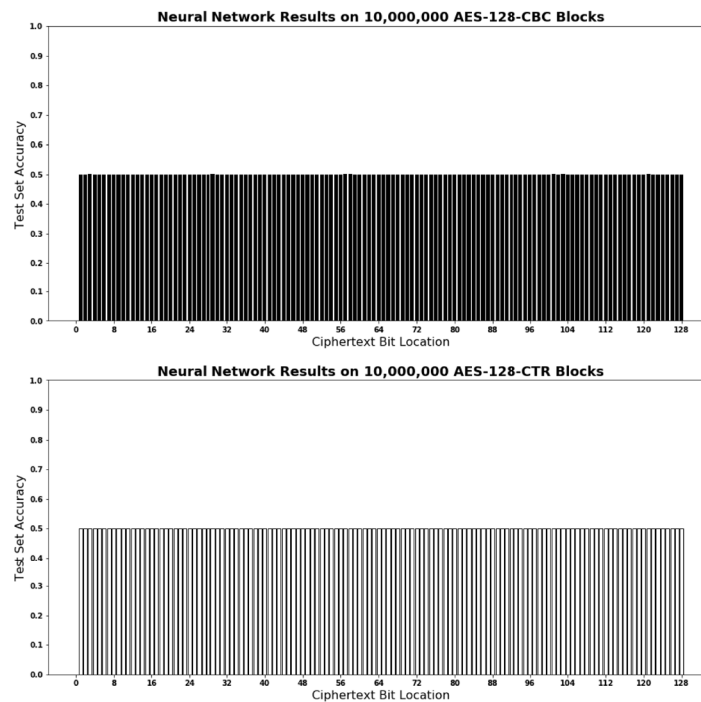 Neural Network Results on 10,000,000 AES-128-CBC Blocks
1.0
0.9
0.8
0.7
0.6
0.5
0.4
0.3
0.2
0.1
0.0
Test Set Accuracy
0 8 16 24 32 40 48 56 64 72 80 88 96 104 112 120 128
Ciphertext Bit Location
Neural Network Results on 10,000,000 AES-128-CTR Blocks
1.0
0.9
0.8
0.7
0.6
0.5
0.4
0.3
0.2
0.1
0.0
Test Set Accuracy
0 8 16 24 32 40 48 56 64 72 80 88 96 104 112 120 128
Ciphertext Bit Location